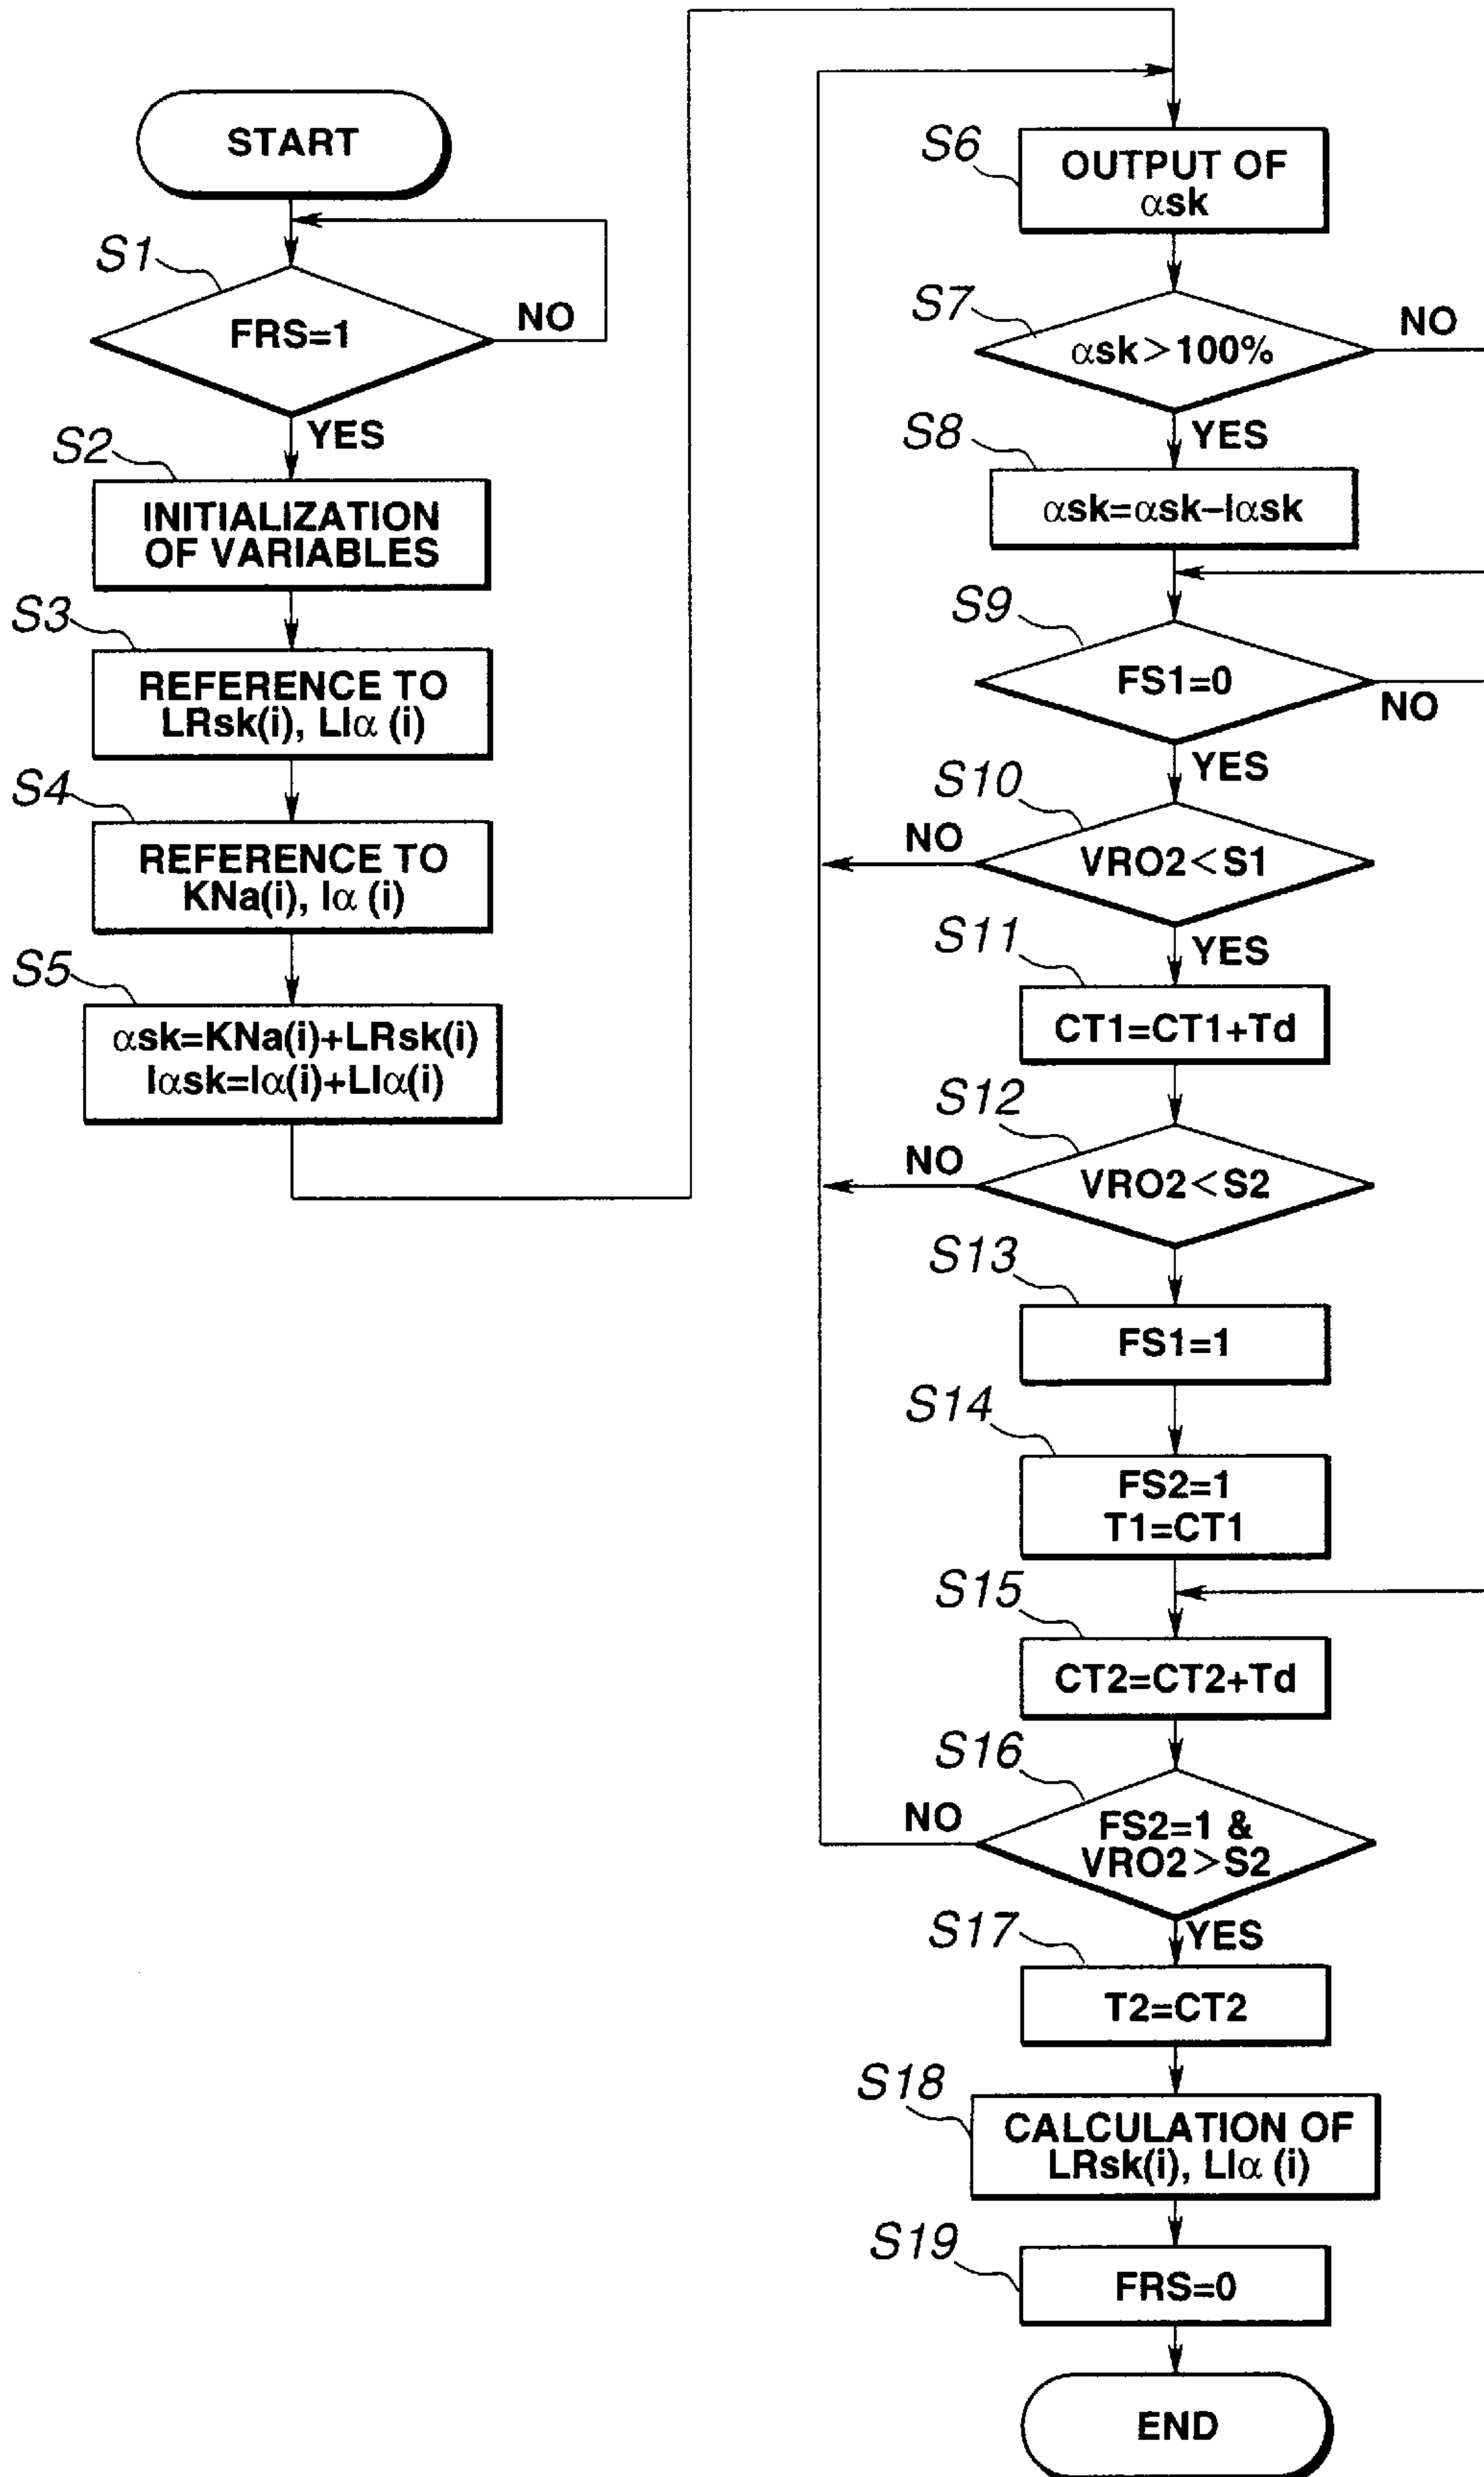 START
S1
FRS=1
NO
YES
S2
INITIALIZATION
OF VARIABLES
S3
REFERENCE TO
LRsk(i), LIα (i)
S4
REFERENCE TO
KNa(i), Iα (i)
S5
αsk=KNa(i)+LRsk(i)
Iαsk=Iα(i)+LIα(i)
S6
OUTPUT OF
αsk
S7
αsk>100%
NO
YES
S8
αsk=αsk–Iαsk
S9
FS1=0
NO
YES
S10
NO
VRO2<S1
YES
S11
CT1=CT1+Td
S12
NO
VRO2<S2
S13
FS1=1
S14
FS2=1
T1=CT1
S15
CT2=CT2+Td
S16
NO
FS2=1 &
VRO2>S2
YES
S17
T2=CT2
S18
CALCULATION OF
LRsk(i), LIα (i)
S19
FRS=0
END